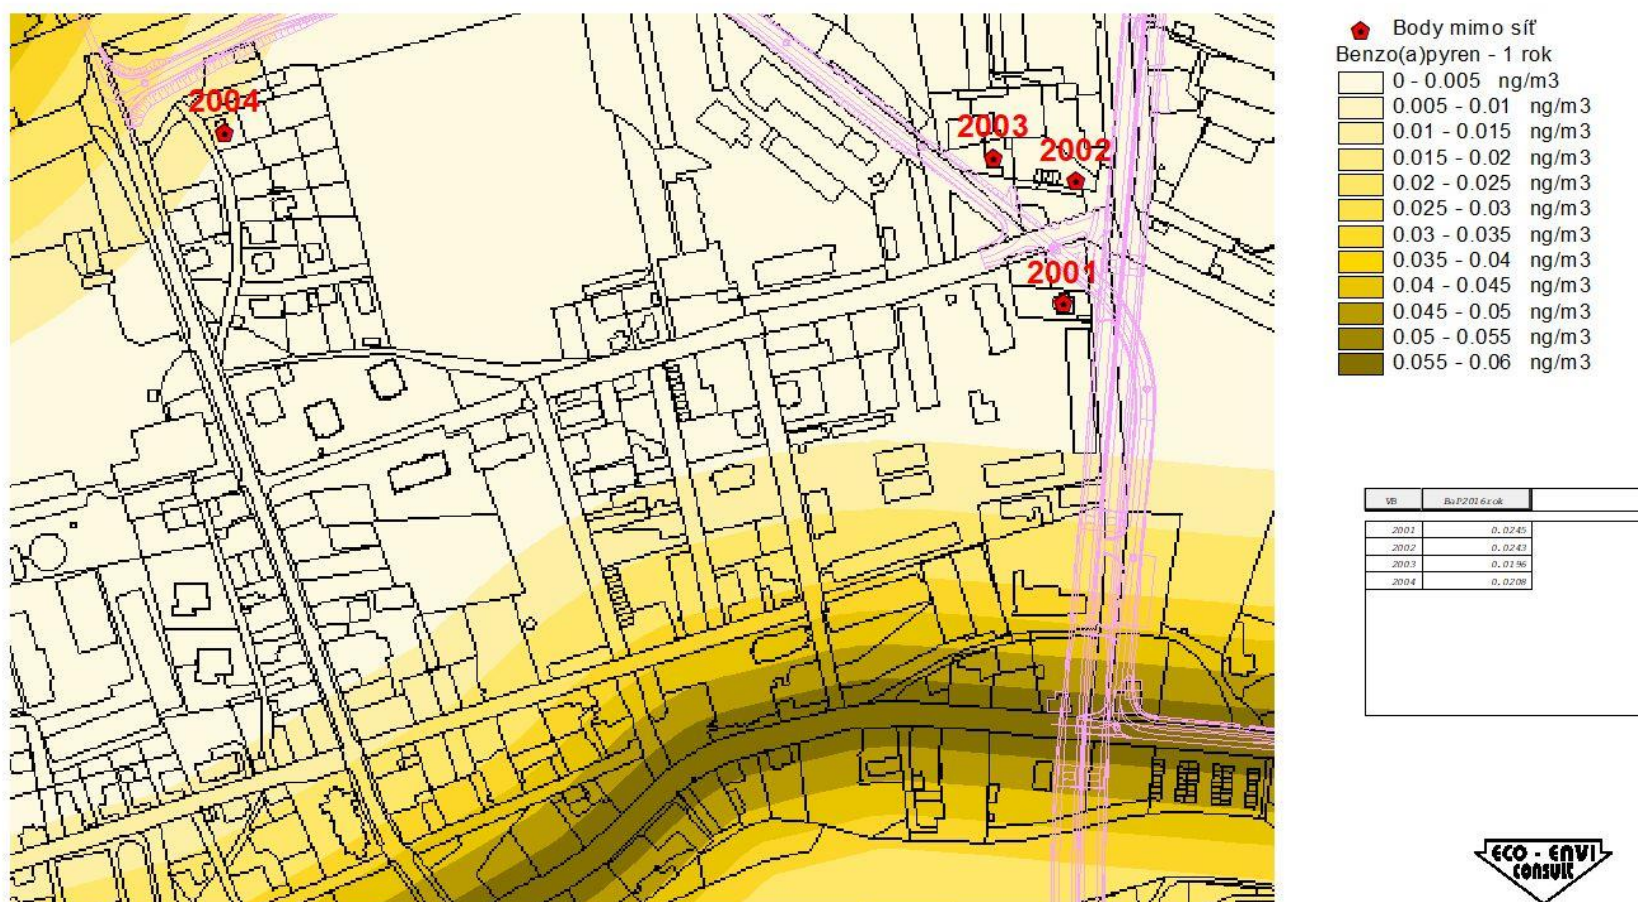 2004
2003
2002
2001
Body mimo síť
Benzo(a)pyren - 1 rok
0 - 0.005 ng/m3
0.005 - 0.01 ng/m3
0.01 - 0.015 ng/m3
0.015 - 0.02 ng/m3
0.02 - 0.025 ng/m3
0.025 - 0.03 ng/m3
0.03 - 0.035 ng/m3
0.035 - 0.04 ng/m3
0.04 - 0.045 ng/m3
0.045 - 0.05 ng/m3
0.05 - 0.055 ng/m3
0.055 - 0.06 ng/m3
VB BaP2016rok
2001 0.0245
2002 0.0243
2003 0.0196
2004 0.0208
ECO - ENVI
CONSULT